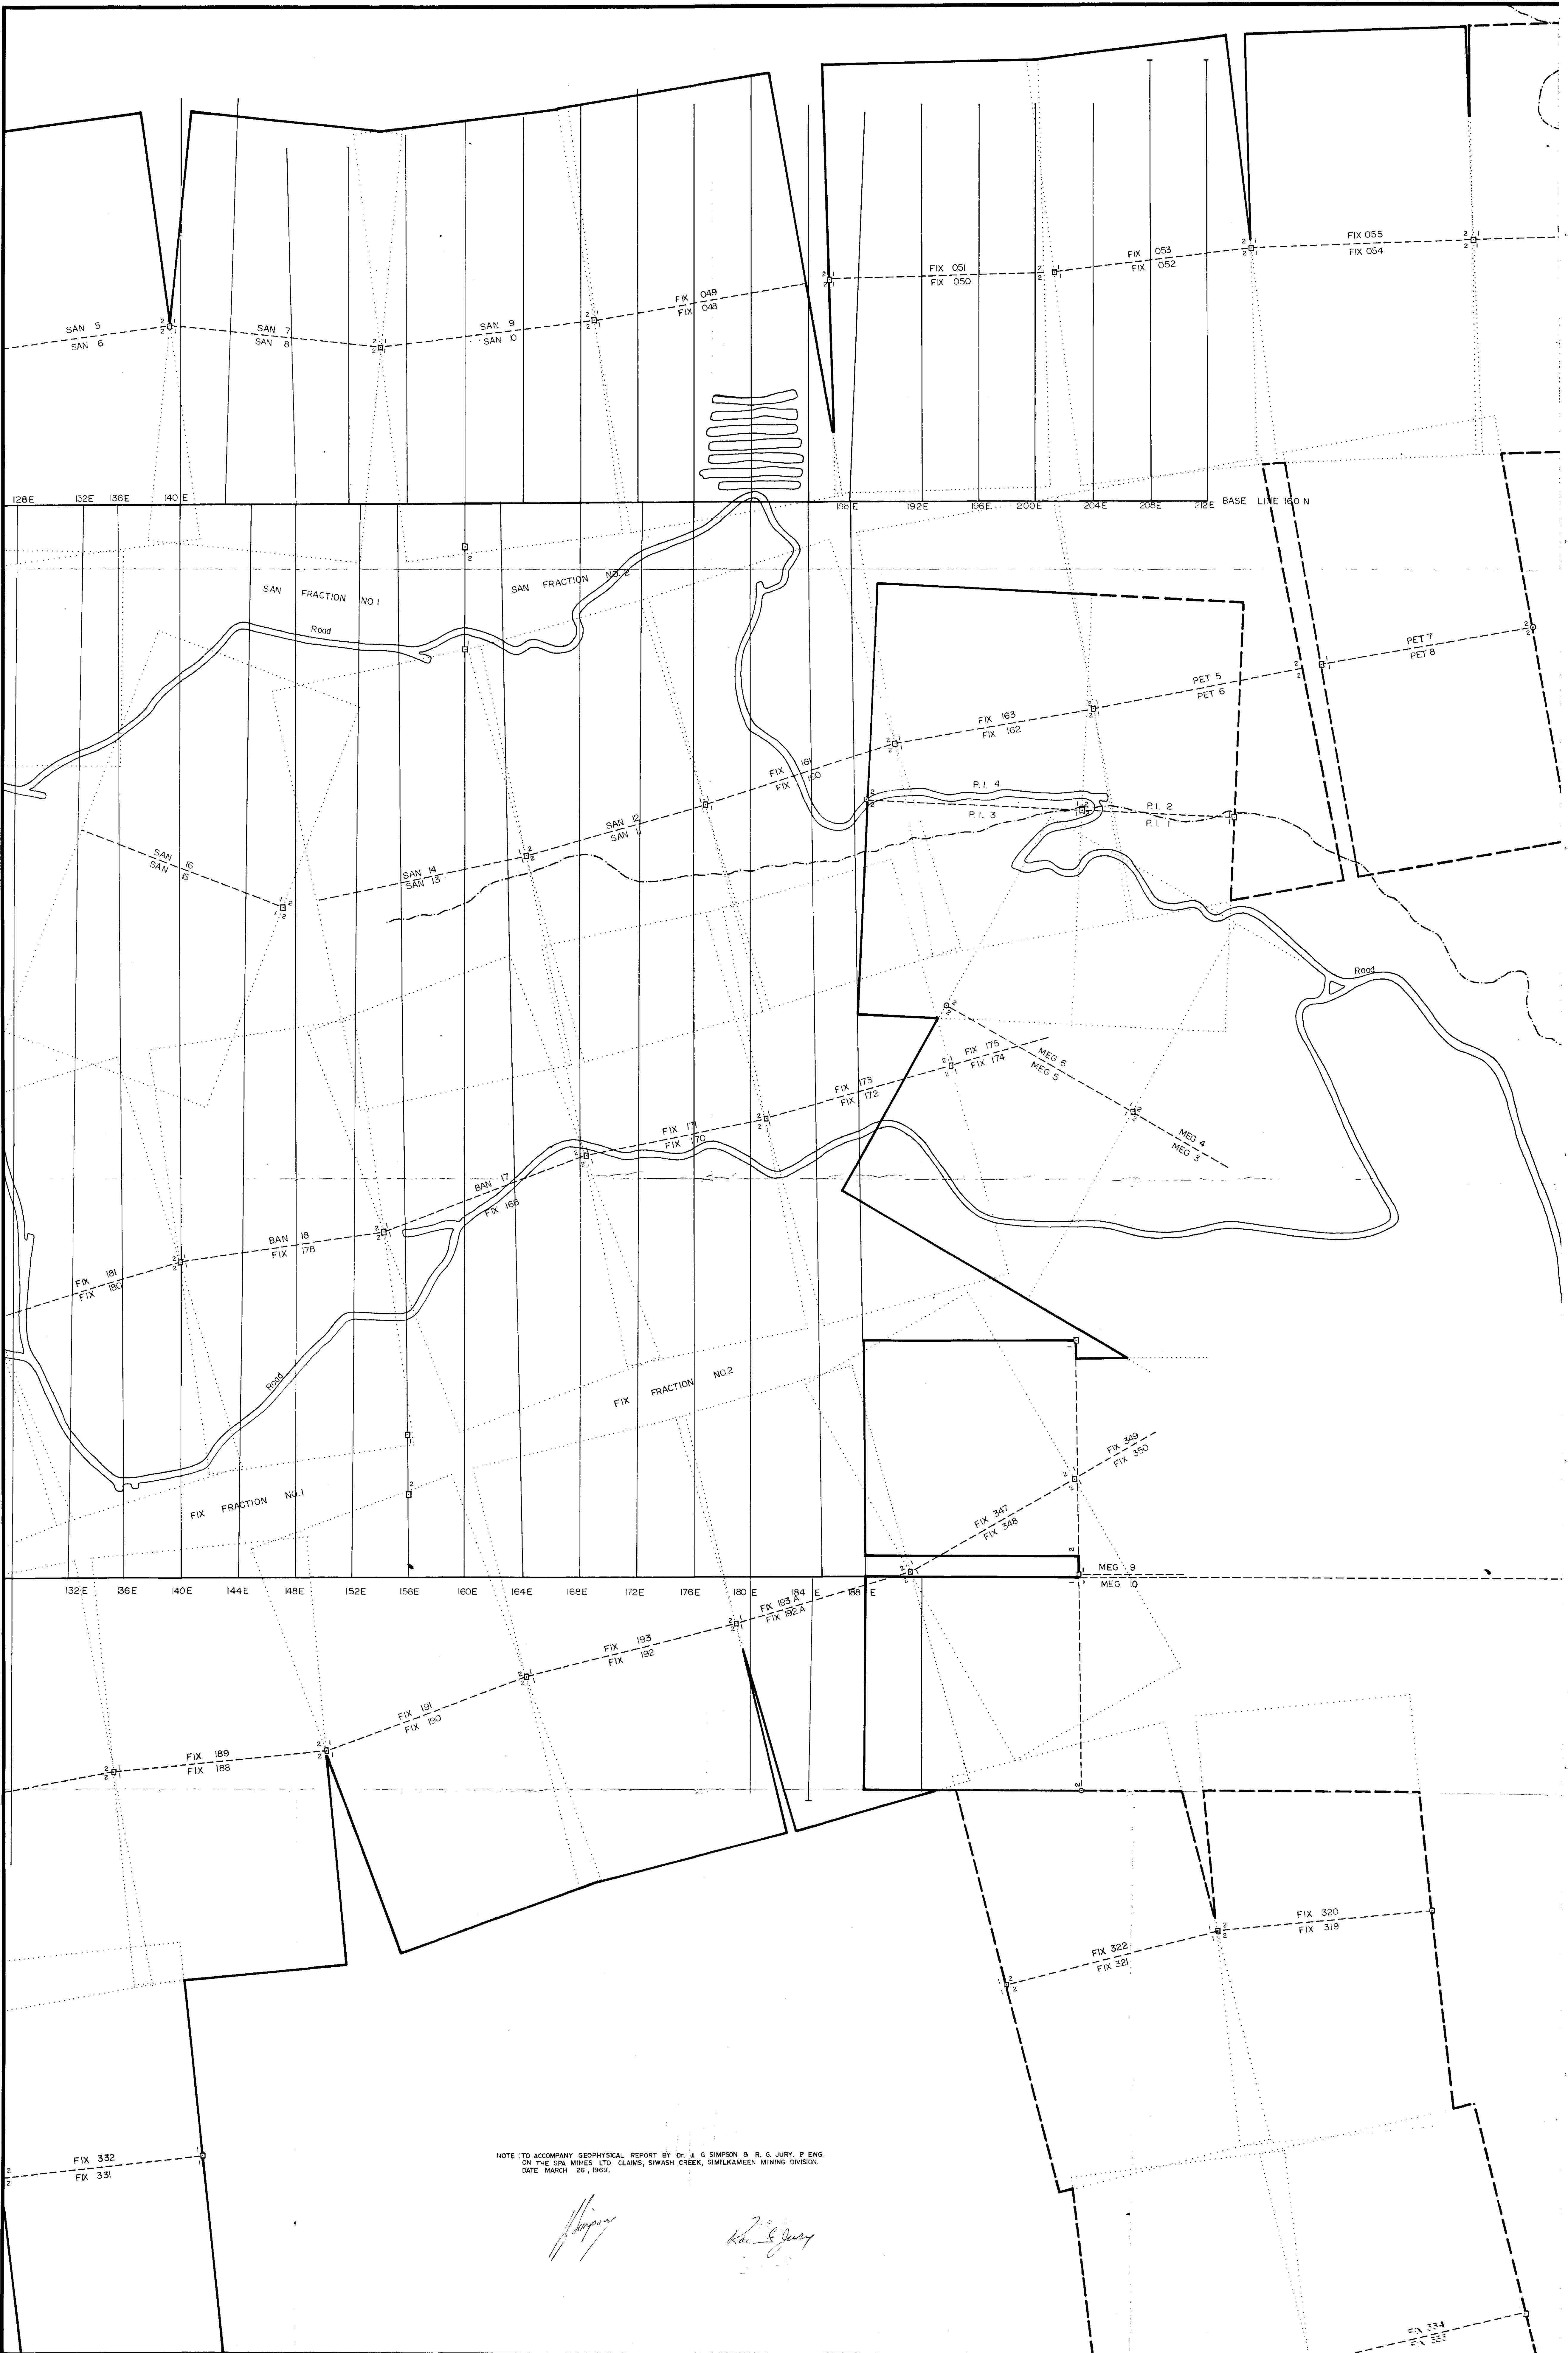 FIX 055
FIX 054
FIX 053
FIX 052
FIX 051
FIX 050
FIX 049
FIX 048
SAN 9
SAN 10
SAN 7
SAN 8
SAN 5
SAN 6
128E 132E 136E 140 E 188E 192E 196E 200E 204E 208E 212E BASE LINE 160 N
SAN FRACTION NO.1
SAN FRACTION NO.2
Road
PET 7
PET 8
PET 5
PET 6
FIX 163
FIX 162
FIX 161
FIX 160
P.I. 4
P.I. 3
P.I. 2
P.I. 1
SAN 12
SAN 11
SAN 14
SAN 13
SAN 16
SAN 15
Road
FIX 175
FIX 174
MEG 6
MEG 5
FIX 173
FIX 172
MEG 4
MEG 3
FIX 171
FIX 170
BAN 17
FIX 168
BAN 18
FIX 178
FIX 181
FIX 180
Road
FIX FRACTION NO.2
FIX 349
FIX 350
FIX FRACTION NO.1
FIX 347
FIX 348
MEG 9
MEG 10
132E 136E 140E 144E 148E 152E 156E 160E 164E 168E 172E 176E 180 E 184 E 188 E
FIX 193 A
FIX 192 A
FIX 193
FIX 192
FIX 191
FIX 190
FIX 189
FIX 188
FIX 320
FIX 319
FIX 322
FIX 321
FIX 332
FIX 331
NOTE : TO ACCOMPANY GEOPHYSICAL REPORT BY Dr. J. G. SIMPSON & R. G. JURY. P. ENG.
ON THE SPA MINES LTD. CLAIMS, SIWASH CREEK, SIMILKAMEEN MINING DIVISION.
DATE MARCH 26, 1969.
FIX 334
FIX 333